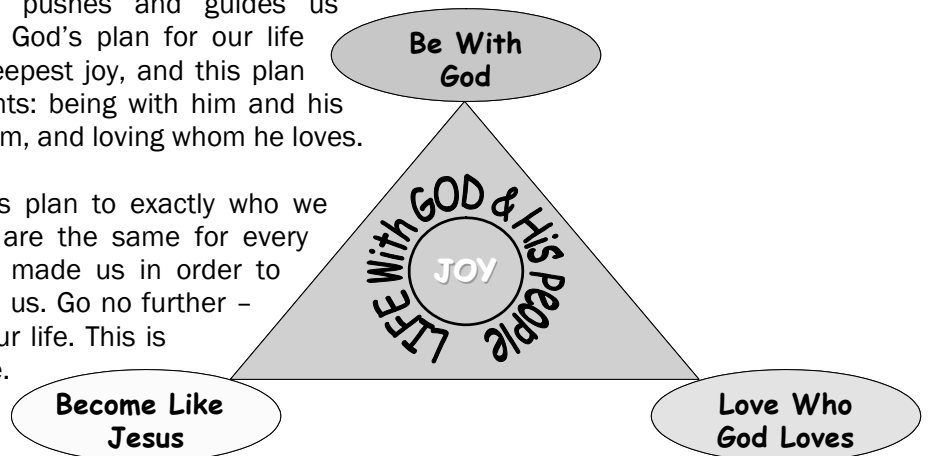 pushes and guides us
God's plan for our life
eepest joy, and this plan
nts: being with him and his
m, and loving whom he loves.
s plan to exactly who we
are the same for every
made us in order to
us. Go no further –
ur life. This is
e.
Be With
God
LIFE With GOD & His PeoPle
JOY
Become Like
Jesus
Love Who
God Loves